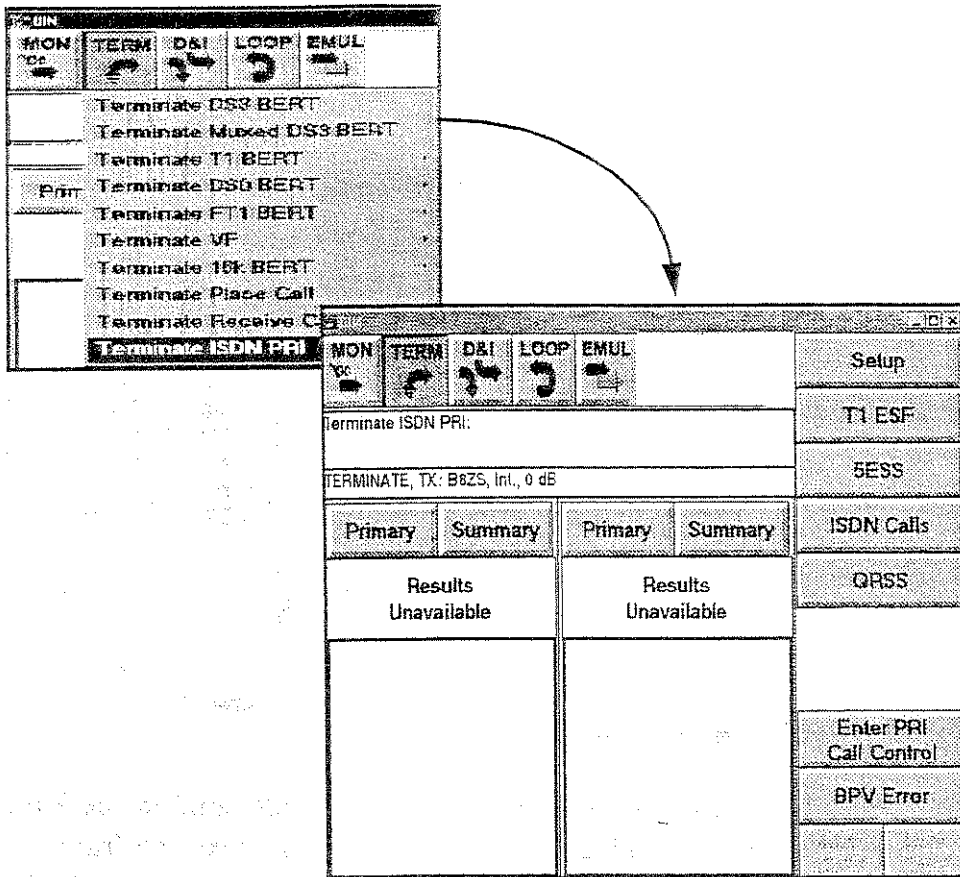 MON TERM D&I LOOP EMUL
Terminate DS3 BERT
Terminate Muxed DS3 BERT
Terminate T1 BERT
Terminate DS0 BERT
Prim
Terminate FT1 BERT
Terminate VF
Terminate BERT
Terminate Place Call
Terminate Receive
Terminate ISDN PRI
MON TERM D&I LOOP EMUL
Setup
Terminate ISDN PRI:
T1 ESF
TERMINATE, TX: B8ZS, Int., 0 dB
5ESS
Primary Summary Primary Summary
ISDN Calls
Results
Unavailable
Results
Unavailable
QRSS
Enter PRI
Call Control
BPV Error